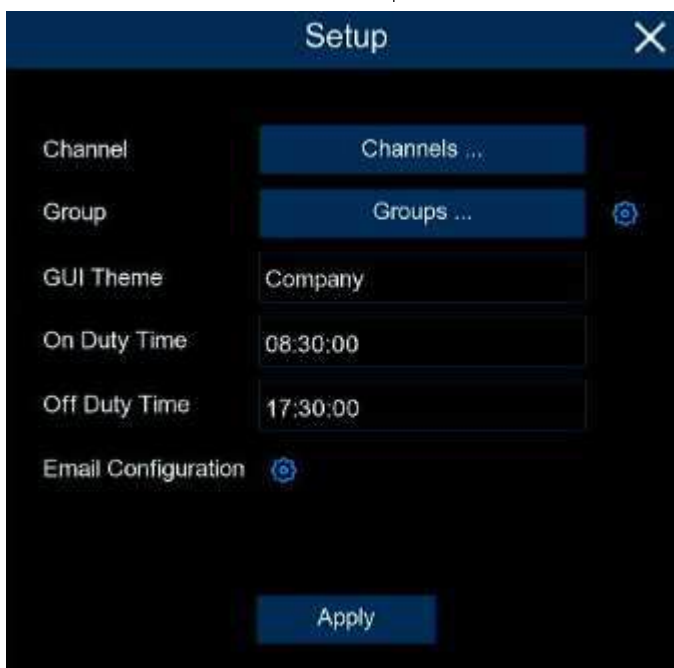 Setup
Channel Channels ...
Group Groups ...
GUI Theme Company
On Duty Time 08:30:00
Off Duty Time 17:30:00
Email Configuration
Apply